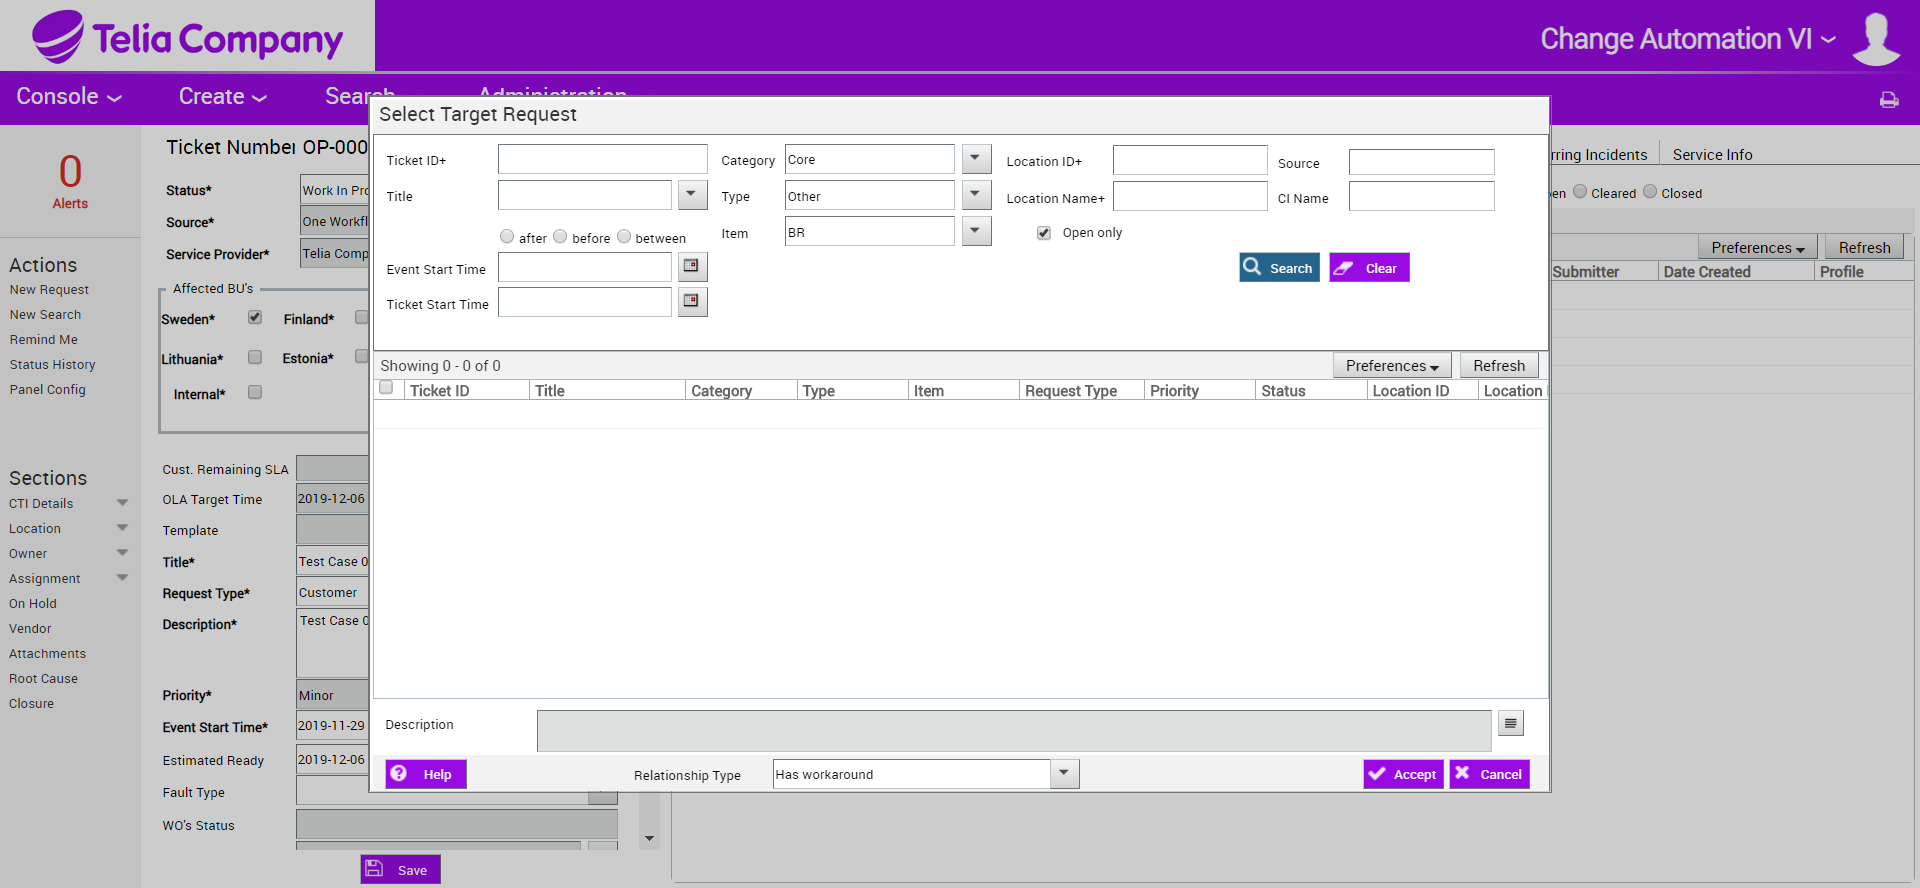 Telia Company
Change Automation VI
Console
Create
Search
Administration
Select Target Request
Ticket Number OP-000
0
Alerts
Status*
Work In Pro
Source*
One Workfl
Service Provider*
Telia Comp
Affected BU's
Sweden*
Finland*
Lithuania*
Estonia*
Internal*
Actions
New Request
New Search
Remind Me
Status History
Panel Config
Sections
CTI Details
Location
Owner
Assignment
On Hold
Vendor
Attachments
Root Cause
Closure
Cust. Remaining SLA
OLA Target Time
2019-12-06
Template
Title*
Test Case 0
Request Type*
Customer
Description*
Test Case 0
Priority*
Minor
Event Start Time*
2019-11-29
Estimated Ready
2019-12-06
Fault Type
WO's Status
Save
Ticket ID+
Category
Core
Location ID+
Source
Title
Type
Other
Location Name+
CI Name
after
before
between
Item
BR
Open only
Event Start Time
Ticket Start Time
Search
Clear
Showing 0 - 0 of 0
Preferences
Refresh
Ticket ID
Title
Category
Type
Item
Request Type
Priority
Status
Location ID
Location
Description
Help
Relationship Type
Has workaround
Accept
Cancel
rring Incidents
Service Info
en
Cleared
Closed
Preferences
Refresh
Submitter
Date Created
Profile